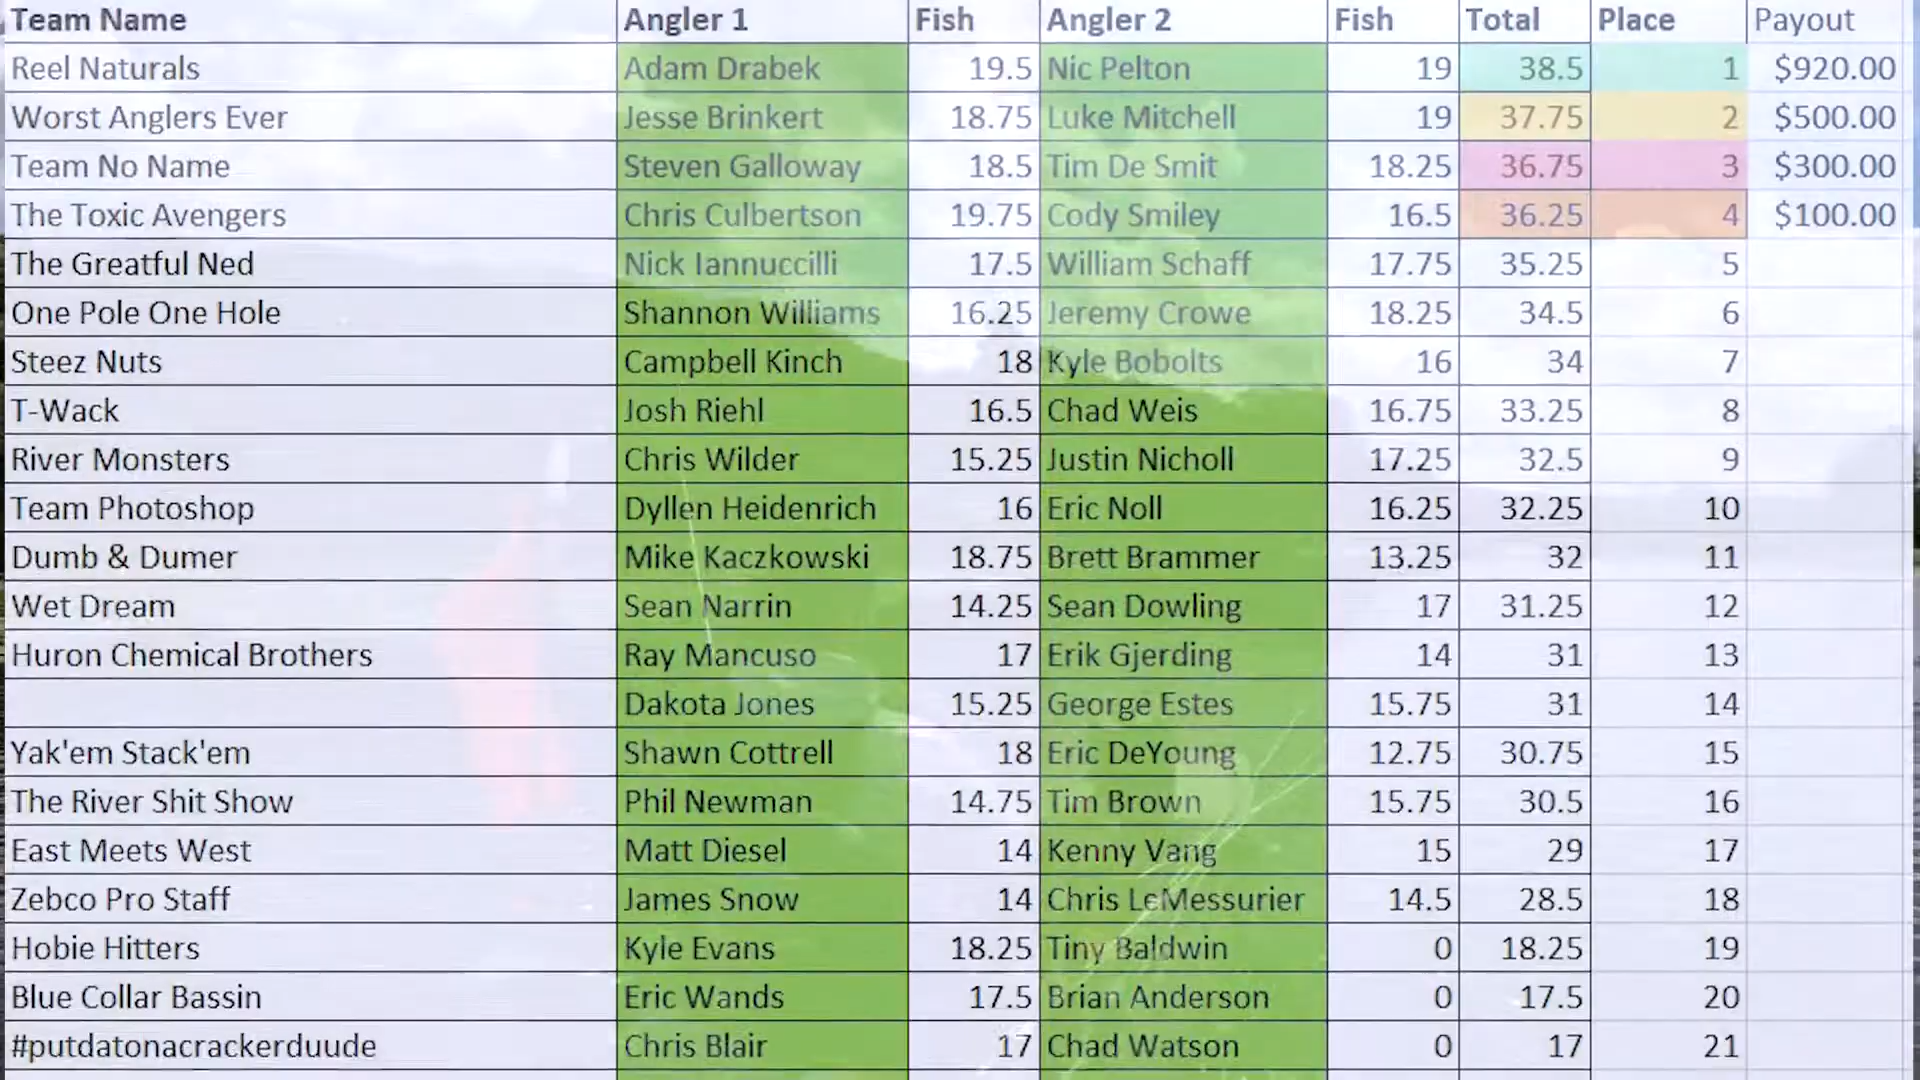 Team Name Angler 1 Fish Angler 2 Fish Total Place Payout
Reel Naturals Adam Drabek 19.5 Nic Pelton 19 38.5 1 $920.00
Worst Anglers Ever Jesse Brinkert 18.75 Luke Mitchell 19 37.75 2 $500.00
Team No Name Steven Galloway 18.5 Tim De Smit 18.25 36.75 3 $300.00
The Toxic Avengers Chris Culbertson 19.75 Cody Smiley 16.5 36.25 4 $100.00
The Greatful Ned Nick Iannuccilli 17.5 William Schaff 17.75 35.25 5
One Pole One Hole Shannon Williams 16.25 Jeremy Crowe 18.25 34.5 6
Steez Nuts Campbell Kinch 18 Kyle Bobolts 16 34 7
T-Wack Josh Riehl 16.5 Chad Weis 16.75 33.25 8
River Monsters Chris Wilder 15.25 Justin Nicholl 17.25 32.5 9
Team Photoshop Dyllen Heidenrich 16 Eric Noll 16.25 32.25 10
Dumb & Dumer Mike Kaczkowski 18.75 Brett Brammer 13.25 32 11
Wet Dream Sean Narrin 14.25 Sean Dowling 17 31.25 12
Huron Chemical Brothers Ray Mancuso 17 Erik Gjerding 14 31 13
Dakota Jones 15.25 George Estes 15.75 31 14
Yak'em Stack'em Shawn Cottrell 18 Eric DeYoung 12.75 30.75 15
The River Shit Show Phil Newman 14.75 Tim Brown 15.75 30.5 16
East Meets West Matt Diesel 14 Kenny Vang 15 29 17
Zebco Pro Staff James Snow 14 Chris LeMessurier 14.5 28.5 18
Hobie Hitters Kyle Evans 18.25 Tiny Baldwin 0 18.25 19
Blue Collar Bassin Eric Wands 17.5 Brian Anderson 0 17.5 20
#putdatonacrackerduude Chris Blair 17 Chad Watson 0 17 21